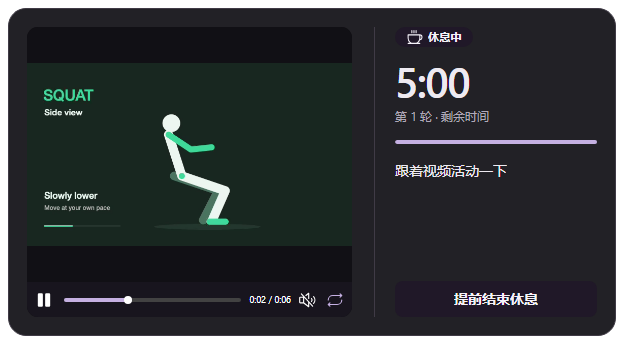 SQUAT
Side view
Slowly lower
Move at your own pace
0:02 / 0:06
休息中
5:00
第 1 轮 · 剩余时间
跟着视频活动一下
提前结束休息